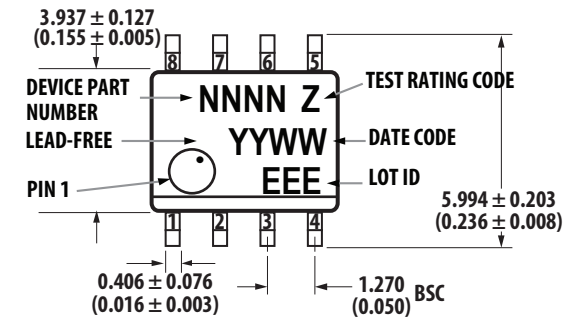 3.937 ± 0.127
(0.155 ± 0.005)
8 7 6 5
DEVICE PART
NUMBER
NNNN Z
TEST RATING CODE
LEAD-FREE
YYWW
DATE CODE
EEE
LOT ID
PIN 1
5.994 ± 0.203
(0.236 ± 0.008)
1 2 3 4
0.406 ± 0.076
(0.016 ± 0.003)
1.270
(0.050)
BSC